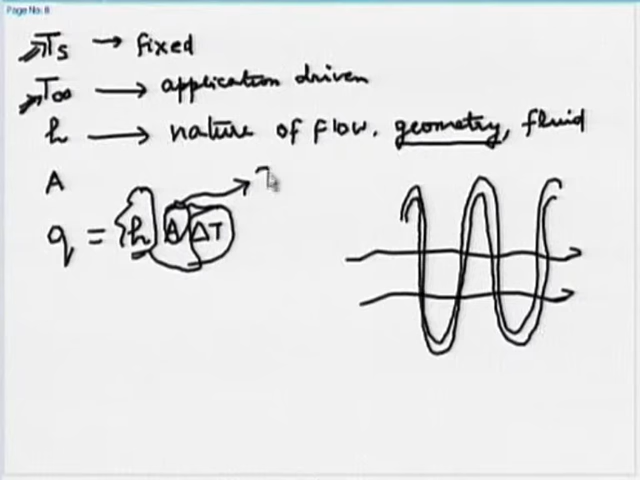 Page No: 8
Ts → fixed
T∞ → application driven
h → nature of flow, geometry, fluid
A
q = {h} A ΔT →